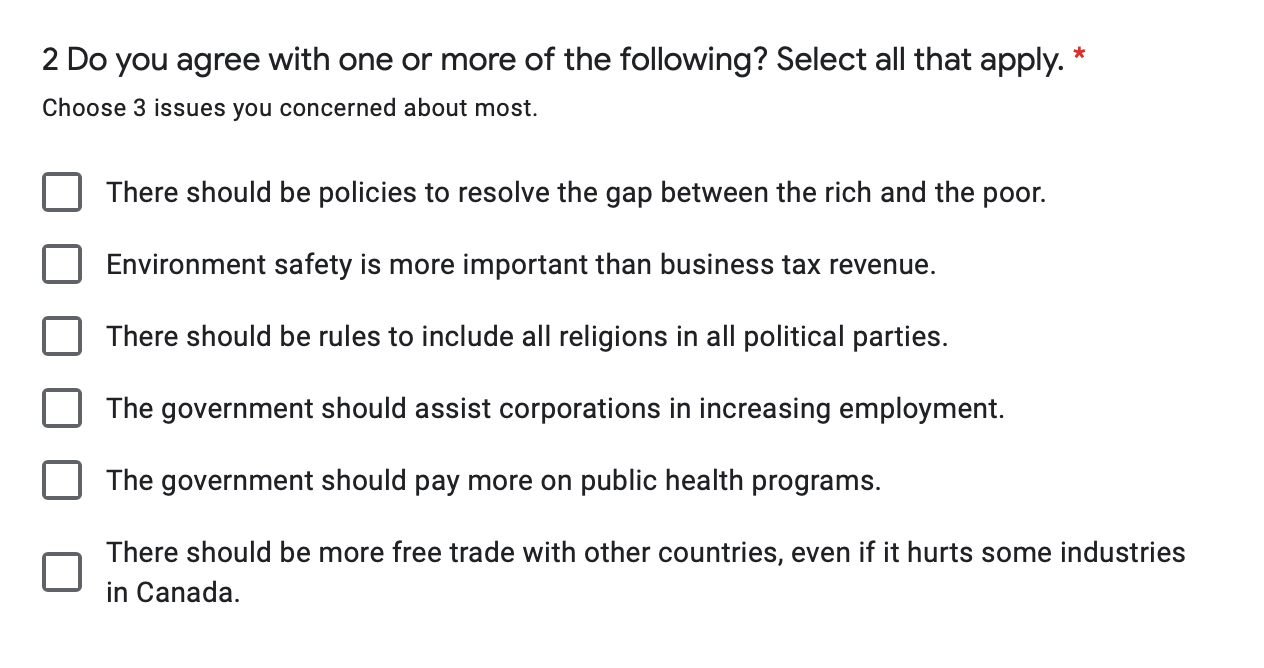 2 Do you agree with one or more of the following? Select all that apply. *
Choose 3 issues you concerned about most.
There should be policies to resolve the gap between the rich and the poor.
Environment safety is more important than business tax revenue.
There should be rules to include all religions in all political parties.
The government should assist corporations in increasing employment.
The government should pay more on public health programs.
There should be more free trade with other countries, even if it hurts some industries
in Canada.